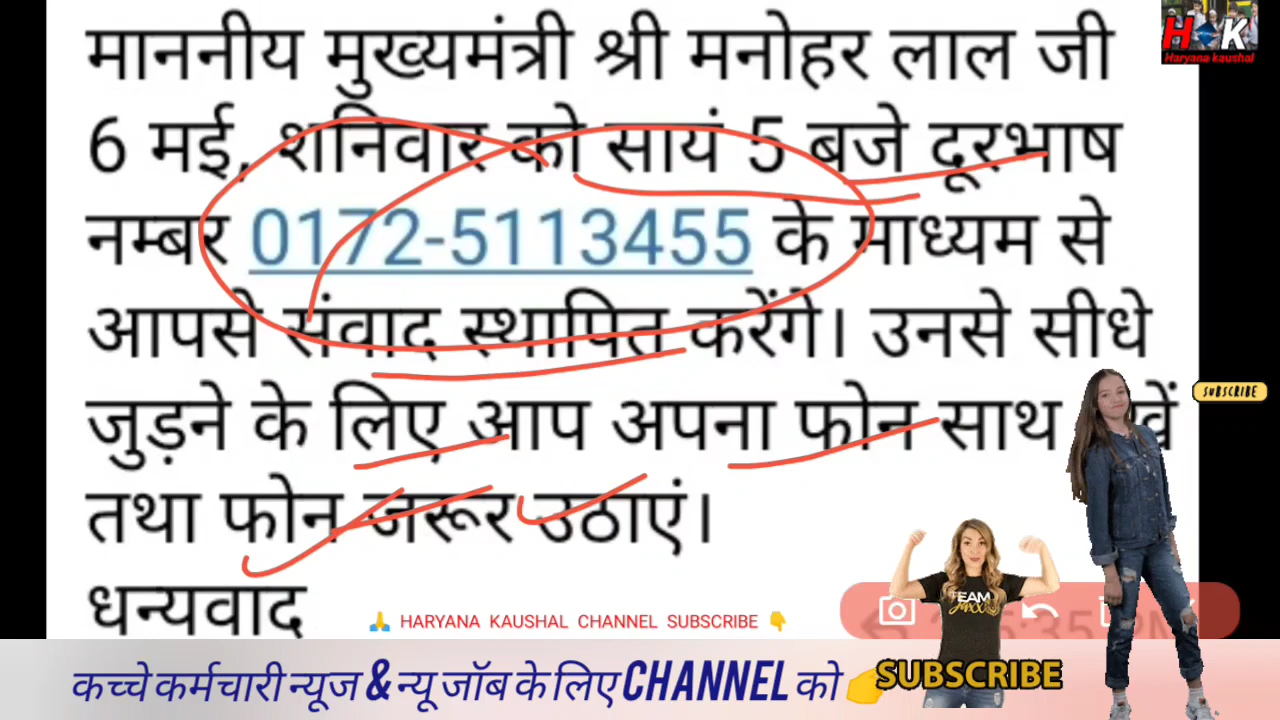 माननीय मुख्यमंत्री श्री मनोहर लाल जी
6 मई, शनिवार को सायं 5 बजे दूरभाष
नम्बर 0172-5113455 के माध्यम से
आपसे संवाद स्थापित करेंगे। उनसे सीधे
जुड़ने के लिए आप अपना फोन साथ
तथा फोन जरूर उठाएं।
धन्यवाद
H K
Haryana kaushal
SUBSCRIBE
TEAM
🙏 HARYANA KAUSHAL CHANNEL SUBSCRIBE 👇
कच्चे कर्मचारी न्यूज & न्यू जॉब के लिए CHANNEL को 👉 SUBSCRIBE